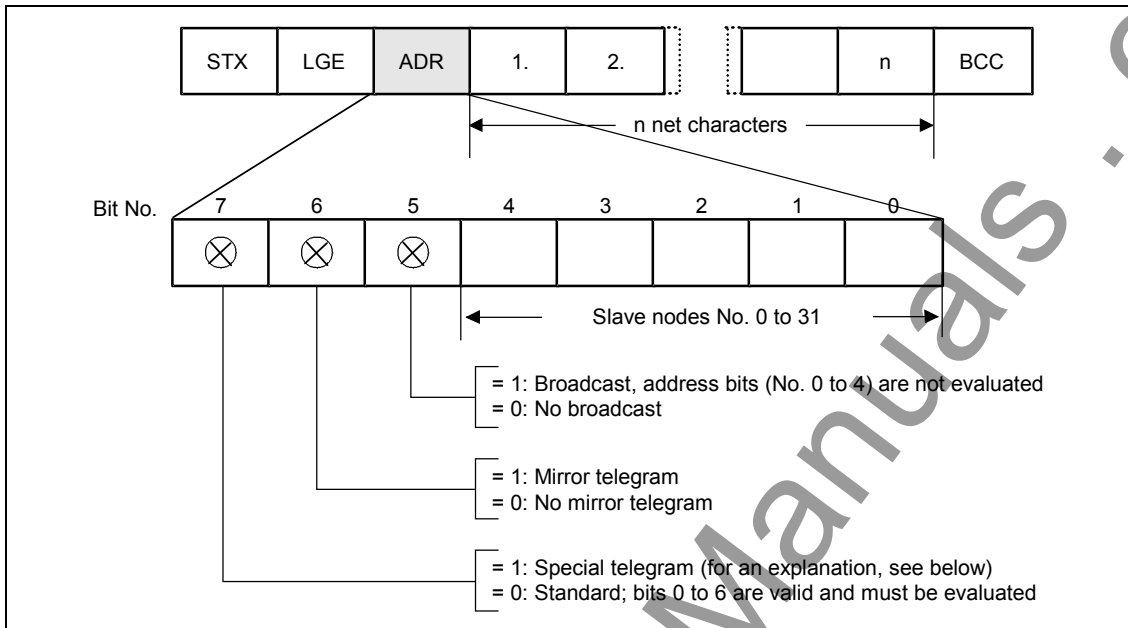 STX LGE ADR 1. 2. n BCC
n net characters
Bit No. 7 6 5 4 3 2 1 0
Slave nodes No. 0 to 31
= 1: Broadcast, address bits (No. 0 to 4) are not evaluated
= 0: No broadcast
= 1: Mirror telegram
= 0: No mirror telegram
= 1: Special telegram (for an explanation, see below)
= 0: Standard; bits 0 to 6 are valid and must be evaluated
Manuals .